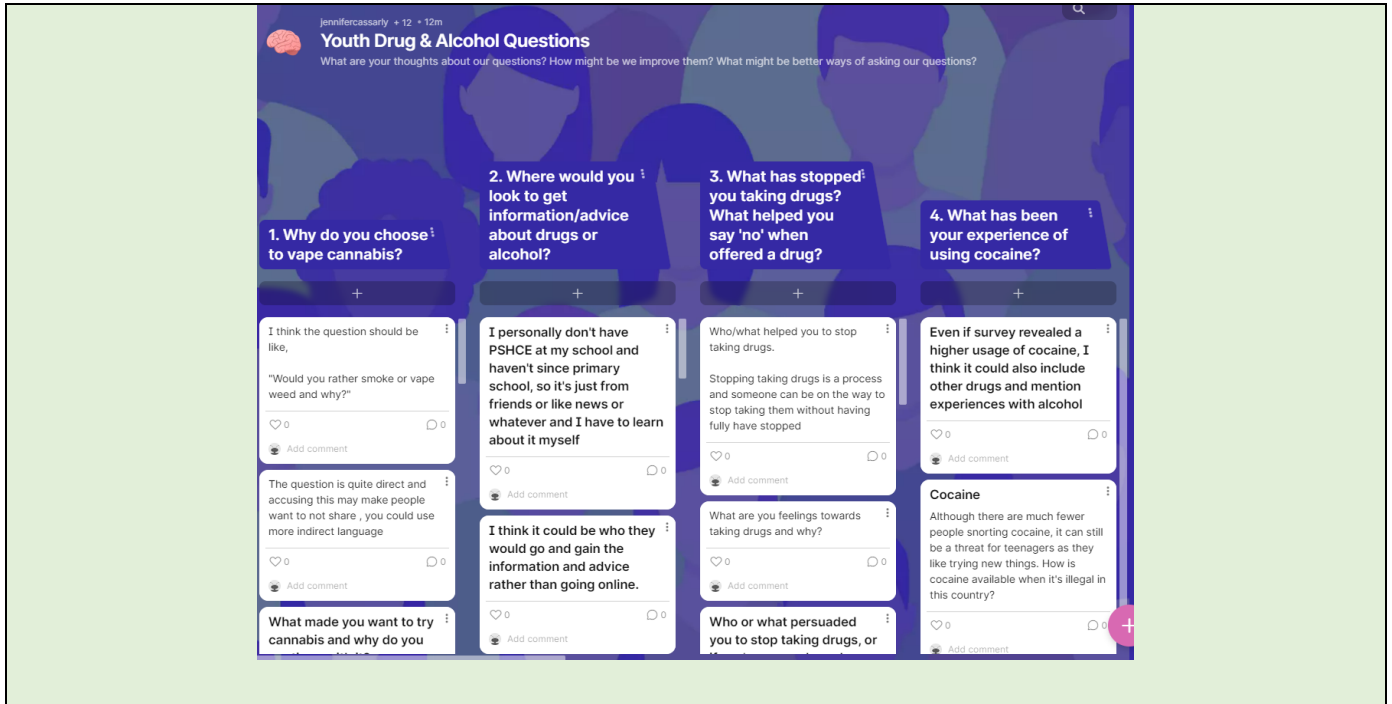 jennifercassarly + 12 • 12m
Youth Drug & Alcohol Questions
What are your thoughts about our questions? How might be we improve them? What might be better ways of asking our questions?
1. Why do you choose
to vape cannabis?
I think the question should be
like,
"Would you rather smoke or vape
weed and why?"
0
0
Add comment
The question is quite direct and
accusing this may make people
want to not share , you could use
more indirect language
0
0
Add comment
What made you want to try
cannabis and why do you
2. Where would you
look to get
information/advice
about drugs or
alcohol?
I personally don't have
PSHCE at my school and
haven't since primary
school, so it's just from
friends or like news or
whatever and I have to learn
about it myself
0
0
Add comment
I think it could be who they
would go and gain the
information and advice
rather than going online.
0
0
Add comment
3. What has stopped
you taking drugs?
What helped you
say 'no' when
offered a drug?
Who/what helped you to stop
taking drugs.
Stopping taking drugs is a process
and someone can be on the way to
stop taking them without having
fully have stopped
0
0
Add comment
What are you feelings towards
taking drugs and why?
0
0
Add comment
Who or what persuaded
you to stop taking drugs, or
4. What has been
your experience of
using cocaine?
Even if survey revealed a
higher usage of cocaine, I
think it could also include
other drugs and mention
experiences with alcohol
0
0
Add comment
Cocaine
Although there are much fewer
people snorting cocaine, it can still
be a threat for teenagers as they
like trying new things. How is
cocaine available when it's illegal in
this country?
0
0
Add comment